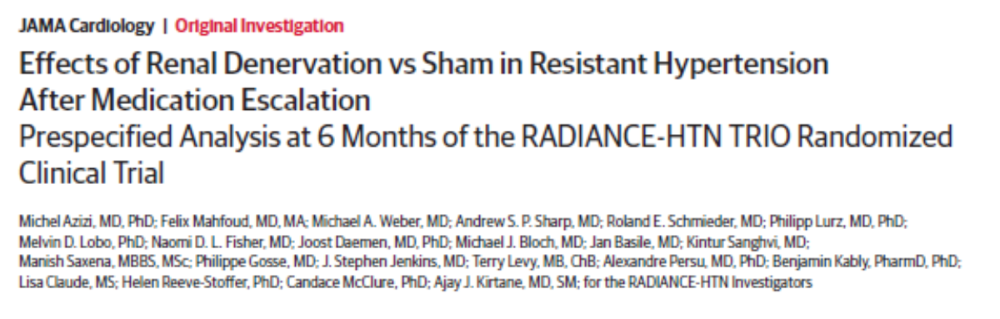 JAMA Cardiology | Original Investigation
Effects of Renal Denervation vs Sham in Resistant Hypertension
After Medication Escalation
Prespecified Analysis at 6 Months of the RADIANCE-HTN TRIO Randomized
Clinical Trial
Michel Azizi, MD, PhD; Felix Mahfoud, MD, MA; Michael A. Weber, MD; Andrew S. P. Sharp, MD; Roland E. Schmieder, MD; Philipp Lurz, MD, PhD;
Melvin D. Lobo, PhD; Naomi D. L. Fisher, MD; Joost Daemen, MD, PhD; Michael J. Bloch, MD; Jan Basile, MD; Kintur Sanghvi, MD;
Manish Saxena, MBBS, MSc; Philippe Gosse, MD; J. Stephen Jenkins, MD; Terry Levy, MB, ChB; Alexandre Persu, MD, PhD; Benjamin Kably, PharmD, PhD;
Lisa Claude, MS; Helen Reeve-Stoffer, PhD; Candace McClure, PhD; Ajay J. Kirtane, MD, SM; for the RADIANCE-HTN Investigators